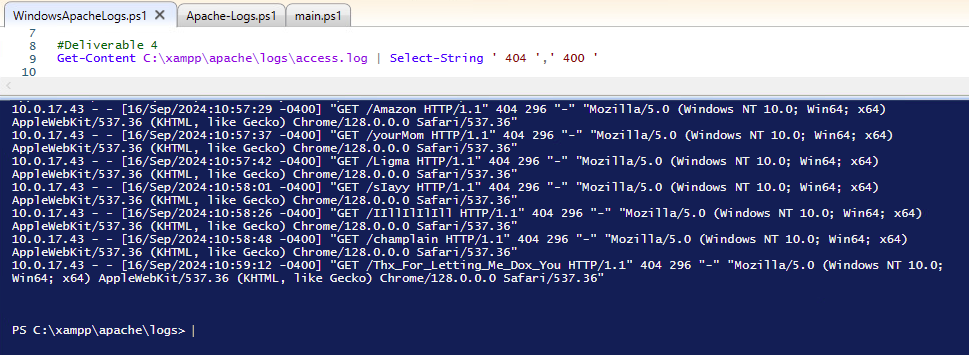 WindowsApacheLogs.ps1 X Apache-Logs.ps1 main.ps1
7
8 #Deliverable 4
9 Get-Content C:\xampp\apache\logs\access.log | Select-String ' 404 ',' 400 '
10
10.0.17.43 - - [16/Sep/2024:10:57:29 -0400] "GET /Amazon HTTP/1.1" 404 296 "-" "Mozilla/5.0 (Windows NT 10.0; Win64; x64)
AppleWebKit/537.36 (KHTML, like Gecko) Chrome/128.0.0.0 Safari/537.36"
10.0.17.43 - - [16/Sep/2024:10:57:37 -0400] "GET /yourMom HTTP/1.1" 404 296 "-" "Mozilla/5.0 (Windows NT 10.0; Win64; x64)
AppleWebKit/537.36 (KHTML, like Gecko) Chrome/128.0.0.0 Safari/537.36"
10.0.17.43 - - [16/Sep/2024:10:57:42 -0400] "GET /Ligma HTTP/1.1" 404 296 "-" "Mozilla/5.0 (Windows NT 10.0; Win64; x64)
AppleWebKit/537.36 (KHTML, like Gecko) Chrome/128.0.0.0 Safari/537.36"
10.0.17.43 - - [16/Sep/2024:10:58:01 -0400] "GET /sIayy HTTP/1.1" 404 296 "-" "Mozilla/5.0 (Windows NT 10.0; Win64; x64)
AppleWebKit/537.36 (KHTML, like Gecko) Chrome/128.0.0.0 Safari/537.36"
10.0.17.43 - - [16/Sep/2024:10:58:26 -0400] "GET /IIllIlIlIll HTTP/1.1" 404 296 "-" "Mozilla/5.0 (Windows NT 10.0; Win64; x64)
AppleWebKit/537.36 (KHTML, like Gecko) Chrome/128.0.0.0 Safari/537.36"
10.0.17.43 - - [16/Sep/2024:10:58:48 -0400] "GET /champlain HTTP/1.1" 404 296 "-" "Mozilla/5.0 (Windows NT 10.0; Win64; x64)
AppleWebKit/537.36 (KHTML, like Gecko) Chrome/128.0.0.0 Safari/537.36"
10.0.17.43 - - [16/Sep/2024:10:59:12 -0400] "GET /Thx_For_Letting_Me_Dox_You HTTP/1.1" 404 296 "-" "Mozilla/5.0 (Windows NT 10.0;
Win64; x64) AppleWebKit/537.36 (KHTML, like Gecko) Chrome/128.0.0.0 Safari/537.36"
PS C:\xampp\apache\logs>